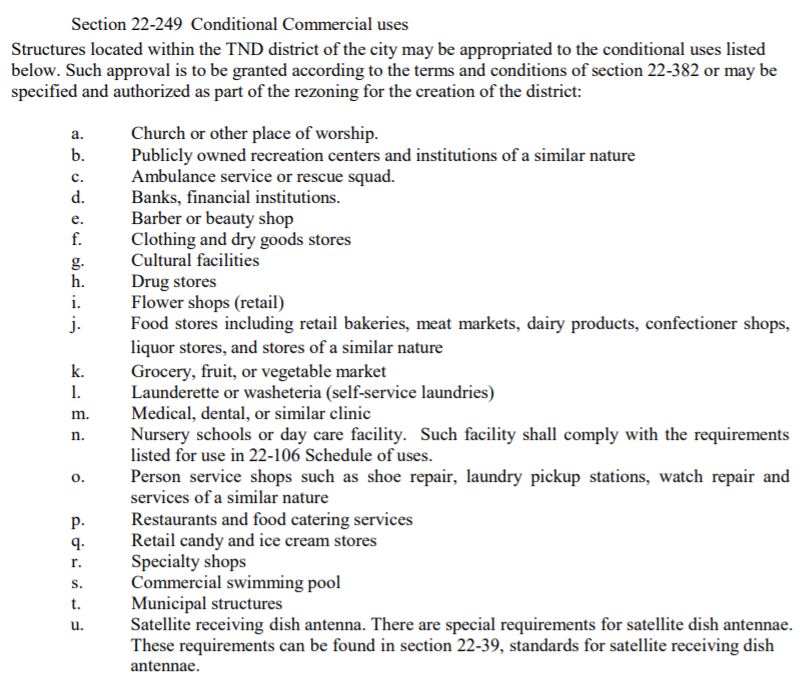 Section 22-249 Conditional Commercial uses
Structures located within the TND district of the city may be appropriated to the conditional uses listed
below. Such approval is to be granted according to the terms and conditions of section 22-382 or may be
specified and authorized as part of the rezoning for the creation of the district:
a. Church or other place of worship.
b. Publicly owned recreation centers and institutions of a similar nature
c. Ambulance service or rescue squad.
d. Banks, financial institutions.
e. Barber or beauty shop
f. Clothing and dry goods stores
g. Cultural facilities
h. Drug stores
i. Flower shops (retail)
j. Food stores including retail bakeries, meat markets, dairy products, confectioner shops,
liquor stores, and stores of a similar nature
k. Grocery, fruit, or vegetable market
l. Launderette or washeteria (self-service laundries)
m. Medical, dental, or similar clinic
n. Nursery schools or day care facility. Such facility shall comply with the requirements
listed for use in 22-106 Schedule of uses.
o. Person service shops such as shoe repair, laundry pickup stations, watch repair and
services of a similar nature
p. Restaurants and food catering services
q. Retail candy and ice cream stores
r. Specialty shops
s. Commercial swimming pool
t. Municipal structures
u. Satellite receiving dish antenna. There are special requirements for satellite dish antennae.
These requirements can be found in section 22-39, standards for satellite receiving dish
antennae.